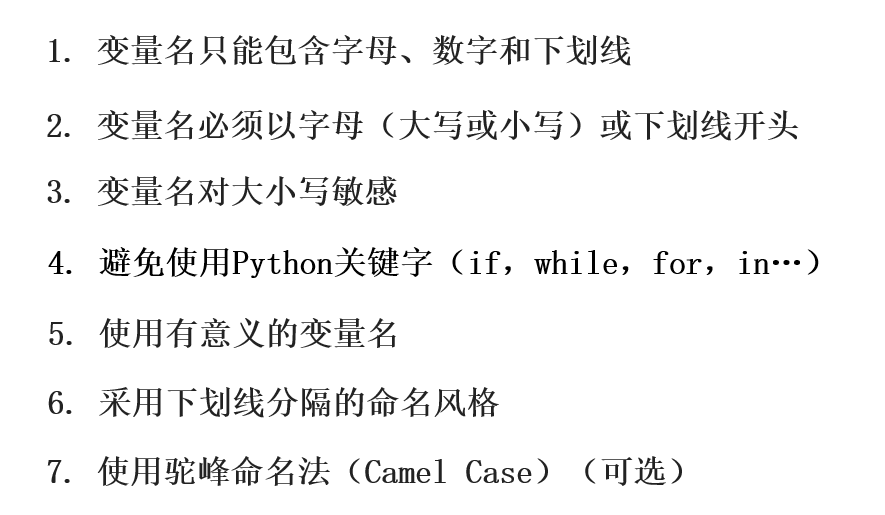 1. 变量名只能包含字母、数字和下划线
2. 变量名必须以字母（大写或小写）或下划线开头
3. 变量名对大小写敏感
4. 避免使用Python关键字（if，while，for，in…）
5. 使用有意义的变量名
6. 采用下划线分隔的命名风格
7. 使用驼峰命名法（Camel Case）（可选）